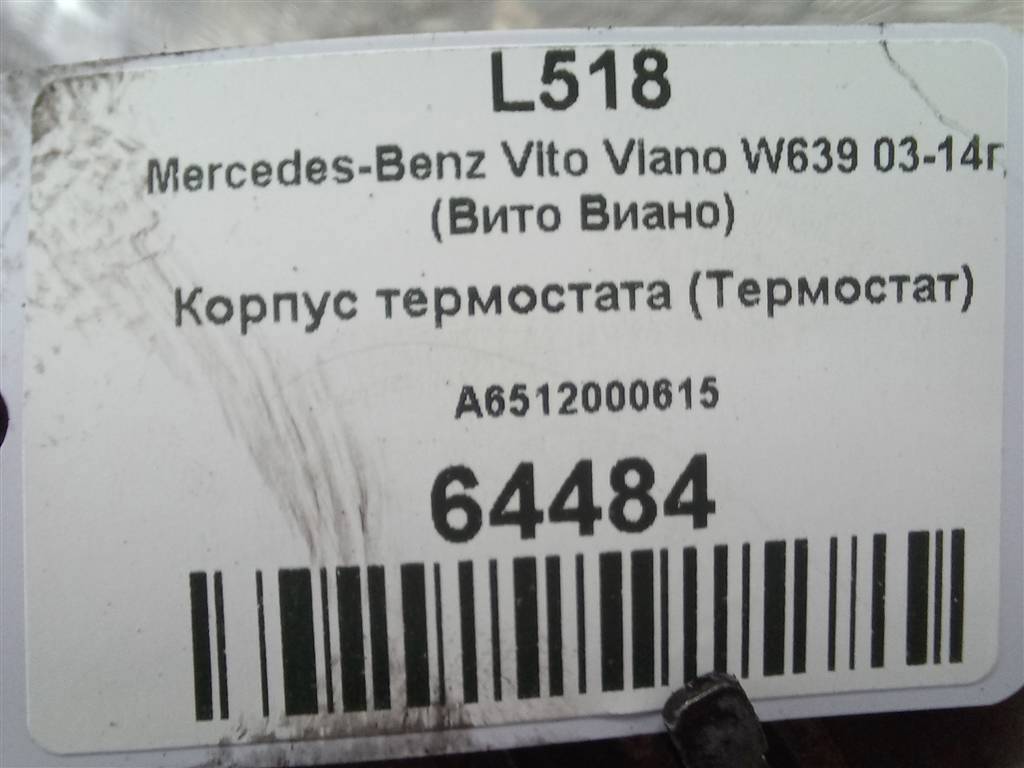 L518
Mercedes-Benz Vito Viano W639 03-14г,
(Вито Виано)
Корпус термостата (Термостат)
A6512000615
64484